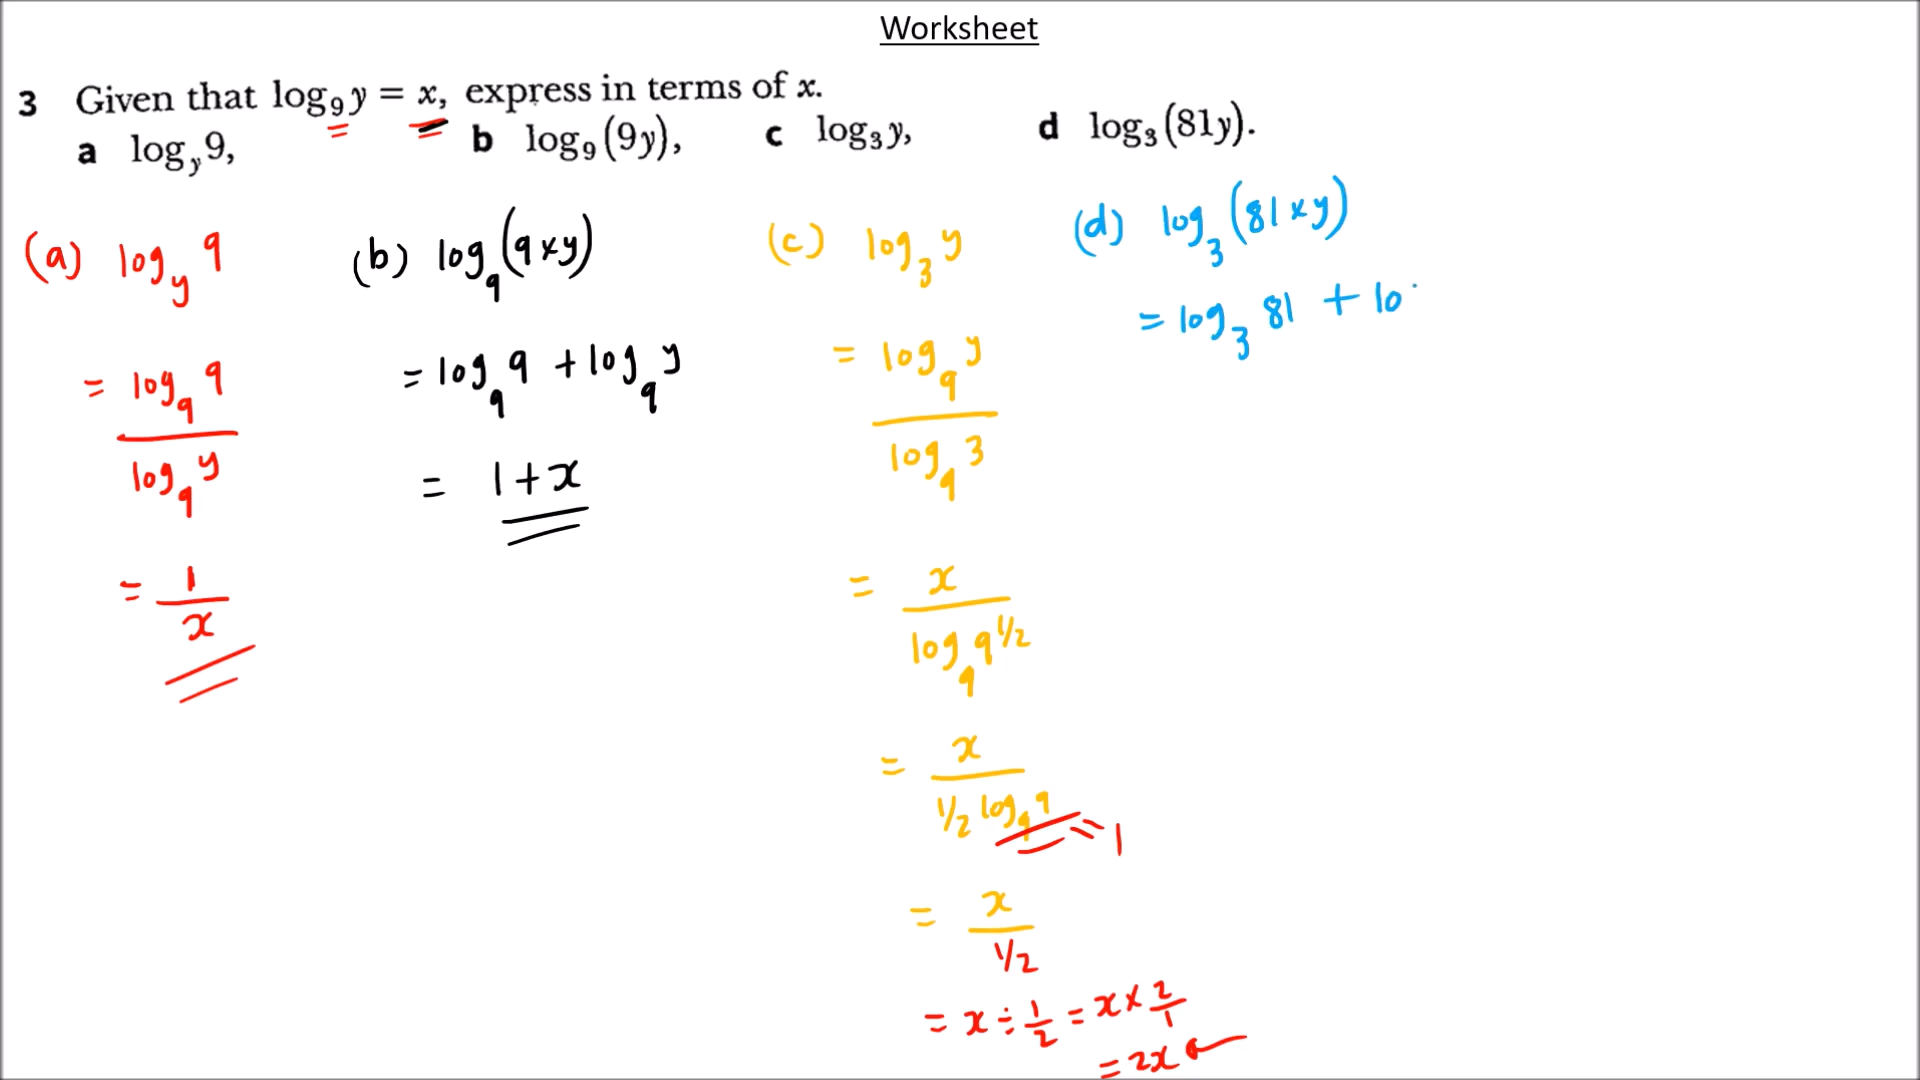 Worksheet
3 Given that log₉y = x, express in terms of x.
a log_y 9, b log₉(9y), c log₃y, d log₃(81y).
(a) log_y 9
= log₉ 9
log₉ y
= 1
x
(b) log₉(9×y)
= log₉ 9 + log₉ y
= 1+x
(c) log₃ y
= log₉ y
log₉ 3
= x
log₉ 9^1/2
= x
1/2 log₉ 9 = 1
= x
1/2
= x ÷ 1/2 = x × 2/1
= 2x
(d) log₃(81×y)
= log₃ 81 + lo